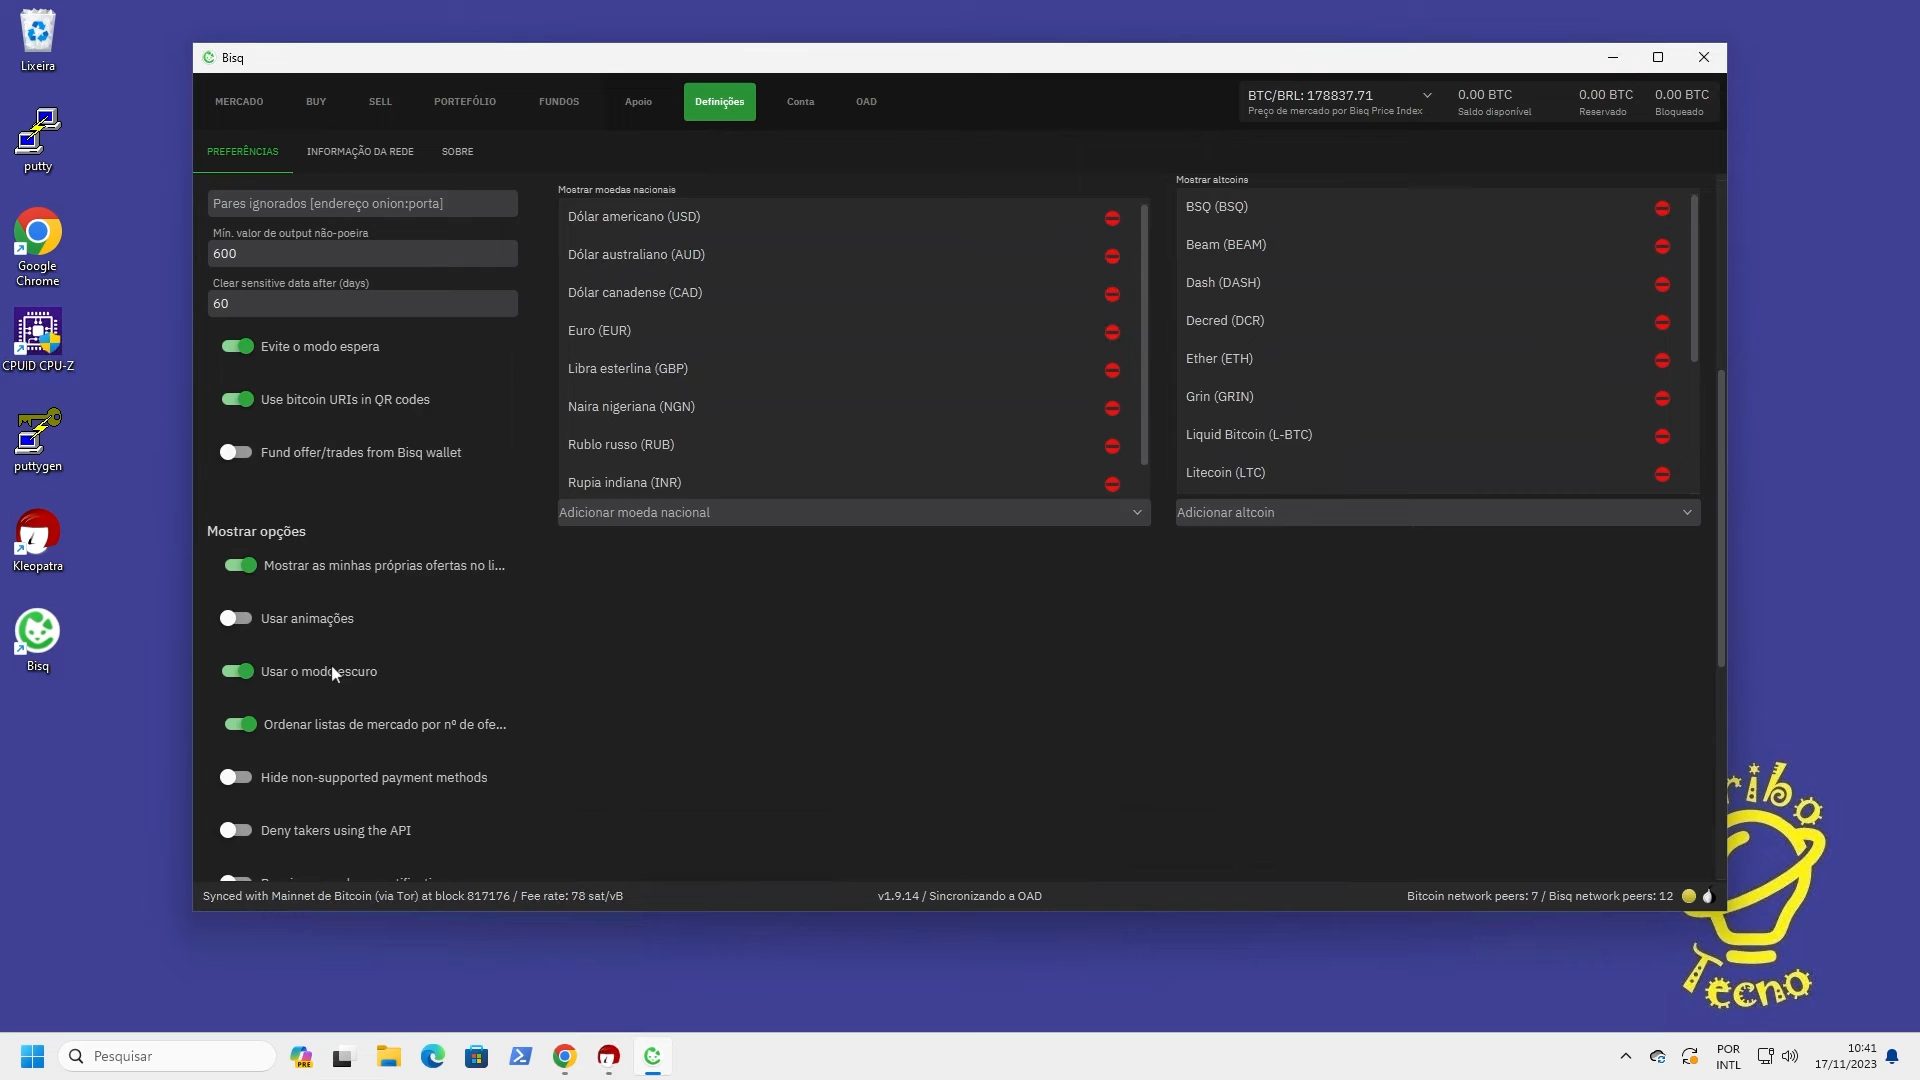 Lixeira
putty
Google
Chrome
CPUID CPU-Z
puttygen
Kleopatra
Bisq
Bisq
MERCADO BUY SELL PORTEFÓLIO FUNDOS Apoio Definições Conta OAD
BTC/BRL: 178837.71
Preço de mercado por Bisq Price Index
0.00 BTC
Saldo disponível
0.00 BTC
Reservado
0.00 BTC
Bloqueado
PREFERÊNCIAS INFORMAÇÃO DA REDE SOBRE
Pares ignorados [endereço onion:porta]
Mín. valor de output não-poeira
600
Clear sensitive data after (days)
60
Evite o modo espera
Use bitcoin URIs in QR codes
Fund offer/trades from Bisq wallet
Mostrar opções
Mostrar as minhas próprias ofertas no li...
Usar animações
Usar o modo escuro
Ordenar listas de mercado por nº de ofe...
Hide non-supported payment methods
Deny takers using the API
Mostrar moedas nacionais
Dólar americano (USD)
Dólar australiano (AUD)
Dólar canadense (CAD)
Euro (EUR)
Libra esterlina (GBP)
Naira nigeriana (NGN)
Rublo russo (RUB)
Rupia indiana (INR)
Adicionar moeda nacional
Mostrar altcoins
BSQ (BSQ)
Beam (BEAM)
Dash (DASH)
Decred (DCR)
Ether (ETH)
Grin (GRIN)
Liquid Bitcoin (L-BTC)
Litecoin (LTC)
Adicionar altcoin
Synced with Mainnet de Bitcoin (via Tor) at block 817176 / Fee rate: 78 sat/vB
v1.9.14 / Sincronizando a OAD
Bitcoin network peers: 7 / Bisq network peers: 12
ribo
Tecno
Pesquisar
PRE
POR
INTL
10:41
17/11/2023